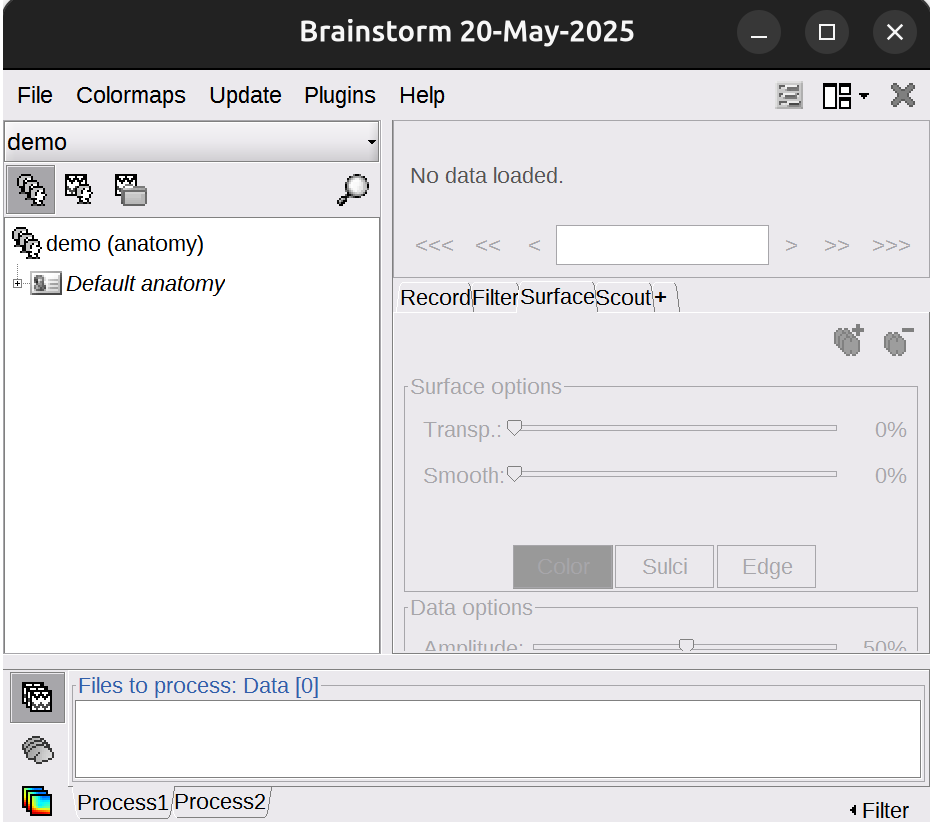 Brainstorm 20-May-2025
File Colormaps Update Plugins Help
demo
No data loaded.
demo (anatomy)
<<< << < > >> >>>
Default anatomy
Record Filter Surface Scout +
Surface options
Transp.: 0%
Smooth: 0%
Color Sulci Edge
Data options
Amplitude: 50%
Files to process: Data [0]
Process1 Process2
Filter